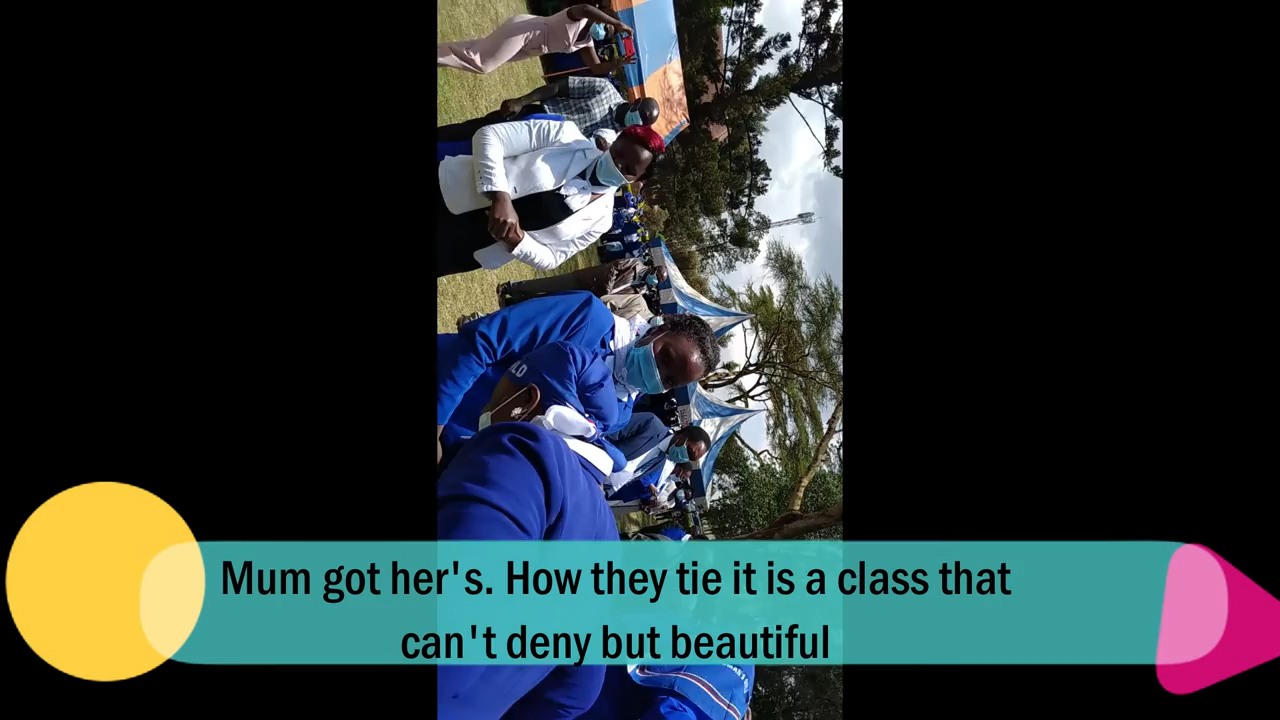 Mum got her's. How they tie it is a class that
can't deny but beautiful